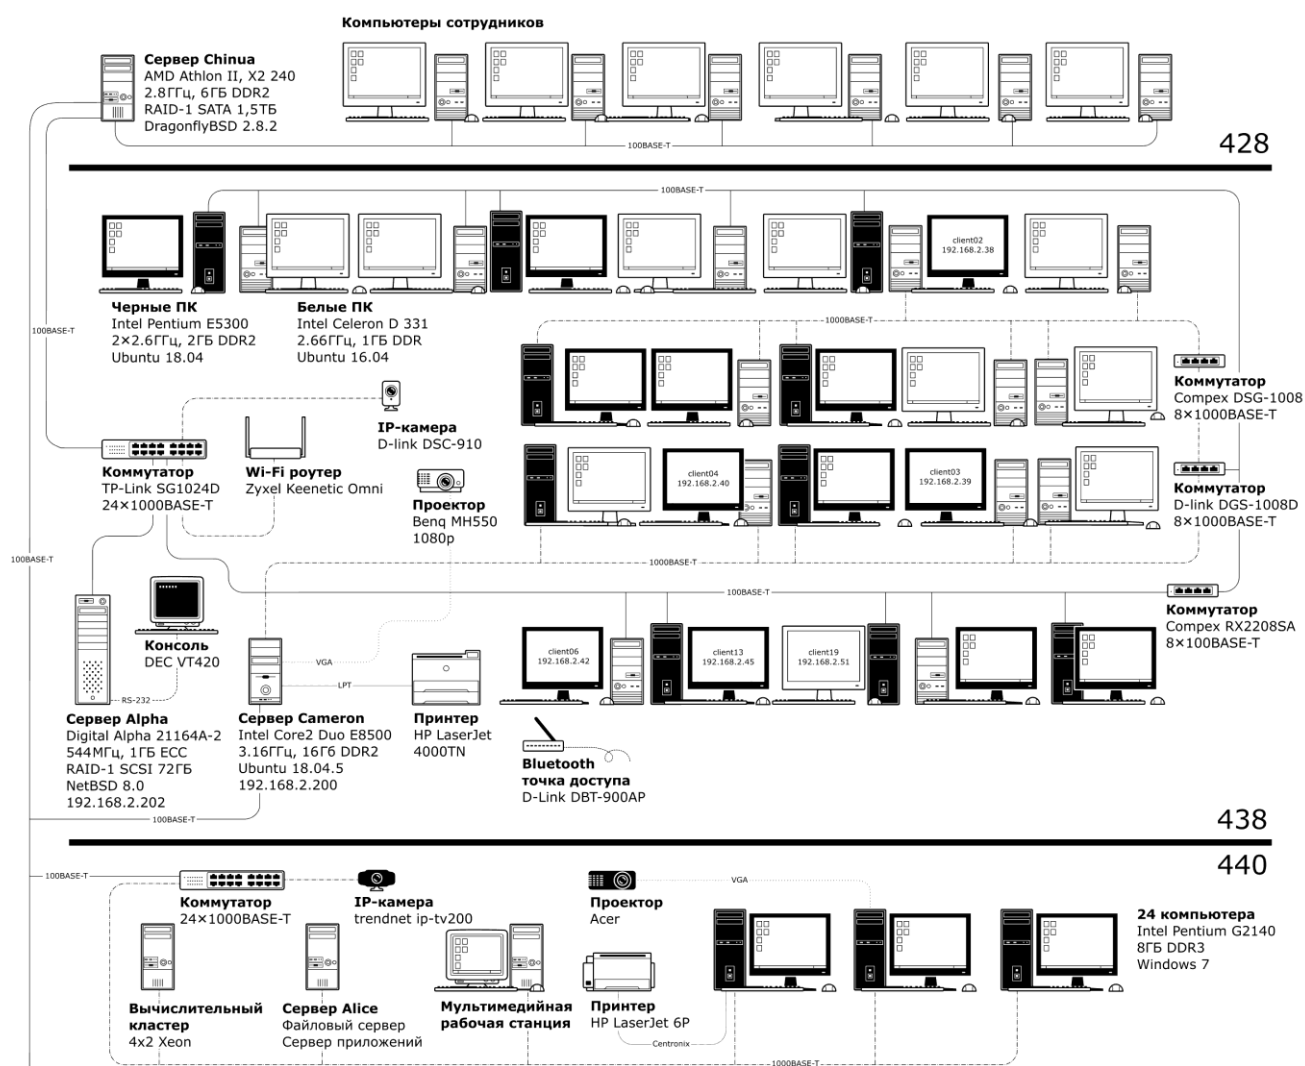 Компьютеры сотрудников
Сервер Chinua
AMD Athlon II, X2 240
2.8ГГц, 6ГБ DDR2
RAID-1 SATA 1,5ТБ
DragonflyBSD 2.8.2
100BASE-T
428
100BASE-T
client02
192.168.2.38
Черные ПК
Intel Pentium E5300
2×2.6ГГц, 2ГБ DDR2
Ubuntu 18.04
Белые ПК
Intel Celeron D 331
2.66ГГц, 1ГБ DDR
Ubuntu 16.04
100BASE-T
1000BASE-T
Коммутатор
Compex DSG-1008
8×1000BASE-T
IP-камера
D-link DSC-910
Коммутатор
TP-Link SG1024D
24×1000BASE-T
Wi-Fi роутер
Zyxel Keenetic Omni
Проектор
Benq MH550
1080p
client04
192.168.2.40
client03
192.168.2.39
Коммутатор
D-link DGS-1008D
8×1000BASE-T
100BASE-T
1000BASE-T
100BASE-T
Коммутатор
Compex RX2208SA
8×100BASE-T
Консоль
DEC VT420
RS-232
VGA
LPT
client06
192.168.2.42
client13
192.168.2.45
client19
192.168.2.51
Сервер Alpha
Digital Alpha 21164A-2
544МГц, 1ГБ ECC
RAID-1 SCSI 72ГБ
NetBSD 8.0
192.168.2.202
Сервер Cameron
Intel Core2 Duo E8500
3.16ГГц, 16Гб DDR2
Ubuntu 18.04.5
192.168.2.200
Принтер
HP LaserJet
4000TN
Bluetooth
точка доступа
D-Link DBT-900AP
100BASE-T
438
440
100BASE-T
Коммутатор
24×1000BASE-T
IP-камера
trendnet ip-tv200
Проектор
Acer
VGA
24 компьютера
Intel Pentium G2140
8ГБ DDR3
Windows 7
Вычислительный
кластер
4x2 Xeon
Сервер Alice
Файловый сервер
Сервер приложений
Мультимедийная
рабочая станция
Принтер
HP LaserJet 6P
Centronix
1000BASE-T